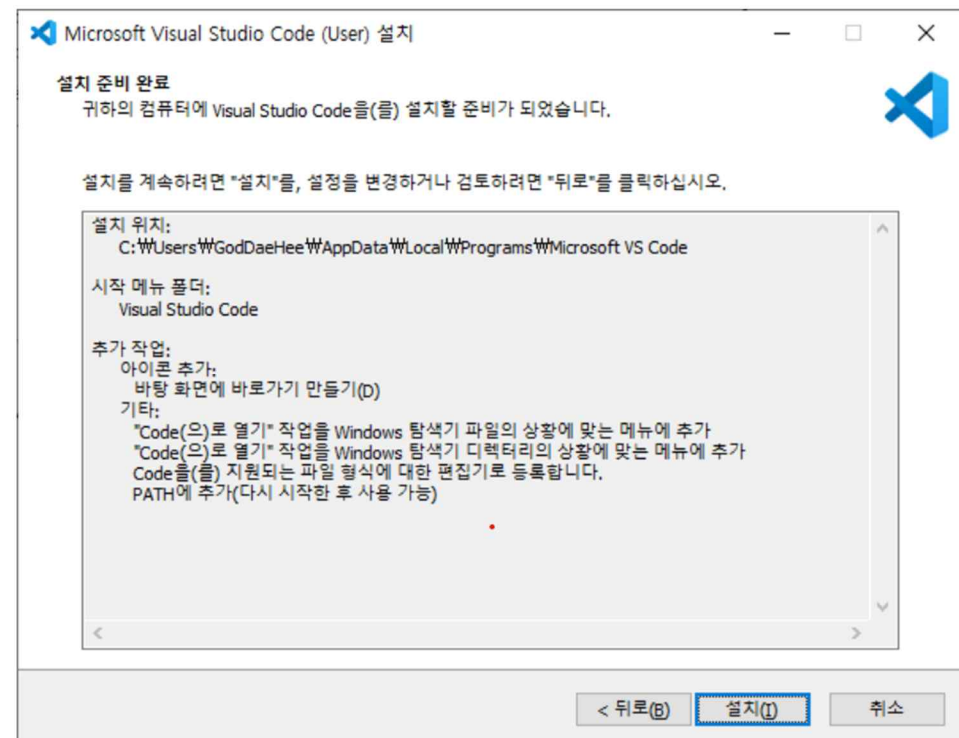 Microsoft Visual Studio Code (User) 설치
설치 준비 완료
귀하의 컴퓨터에 Visual Studio Code을(를) 설치할 준비가 되었습니다.
설치를 계속하려면 "설치"를, 설정을 변경하거나 검토하려면 "뒤로"를 클릭하십시오.
설치 위치:
C:₩Users₩GodDaeHee₩AppData₩Local₩Programs₩Microsoft VS Code
시작 메뉴 폴더:
Visual Studio Code
추가 작업:
아이콘 추가:
바탕 화면에 바로가기 만들기(D)
기타:
"Code(으)로 열기" 작업을 Windows 탐색기 파일의 상황에 맞는 메뉴에 추가
"Code(으)로 열기" 작업을 Windows 탐색기 디렉터리의 상황에 맞는 메뉴에 추가
Code을(를) 지원되는 파일 형식에 대한 편집기로 등록합니다.
PATH에 추가(다시 시작한 후 사용 가능)
< 뒤로(B) 설치(I) 취소